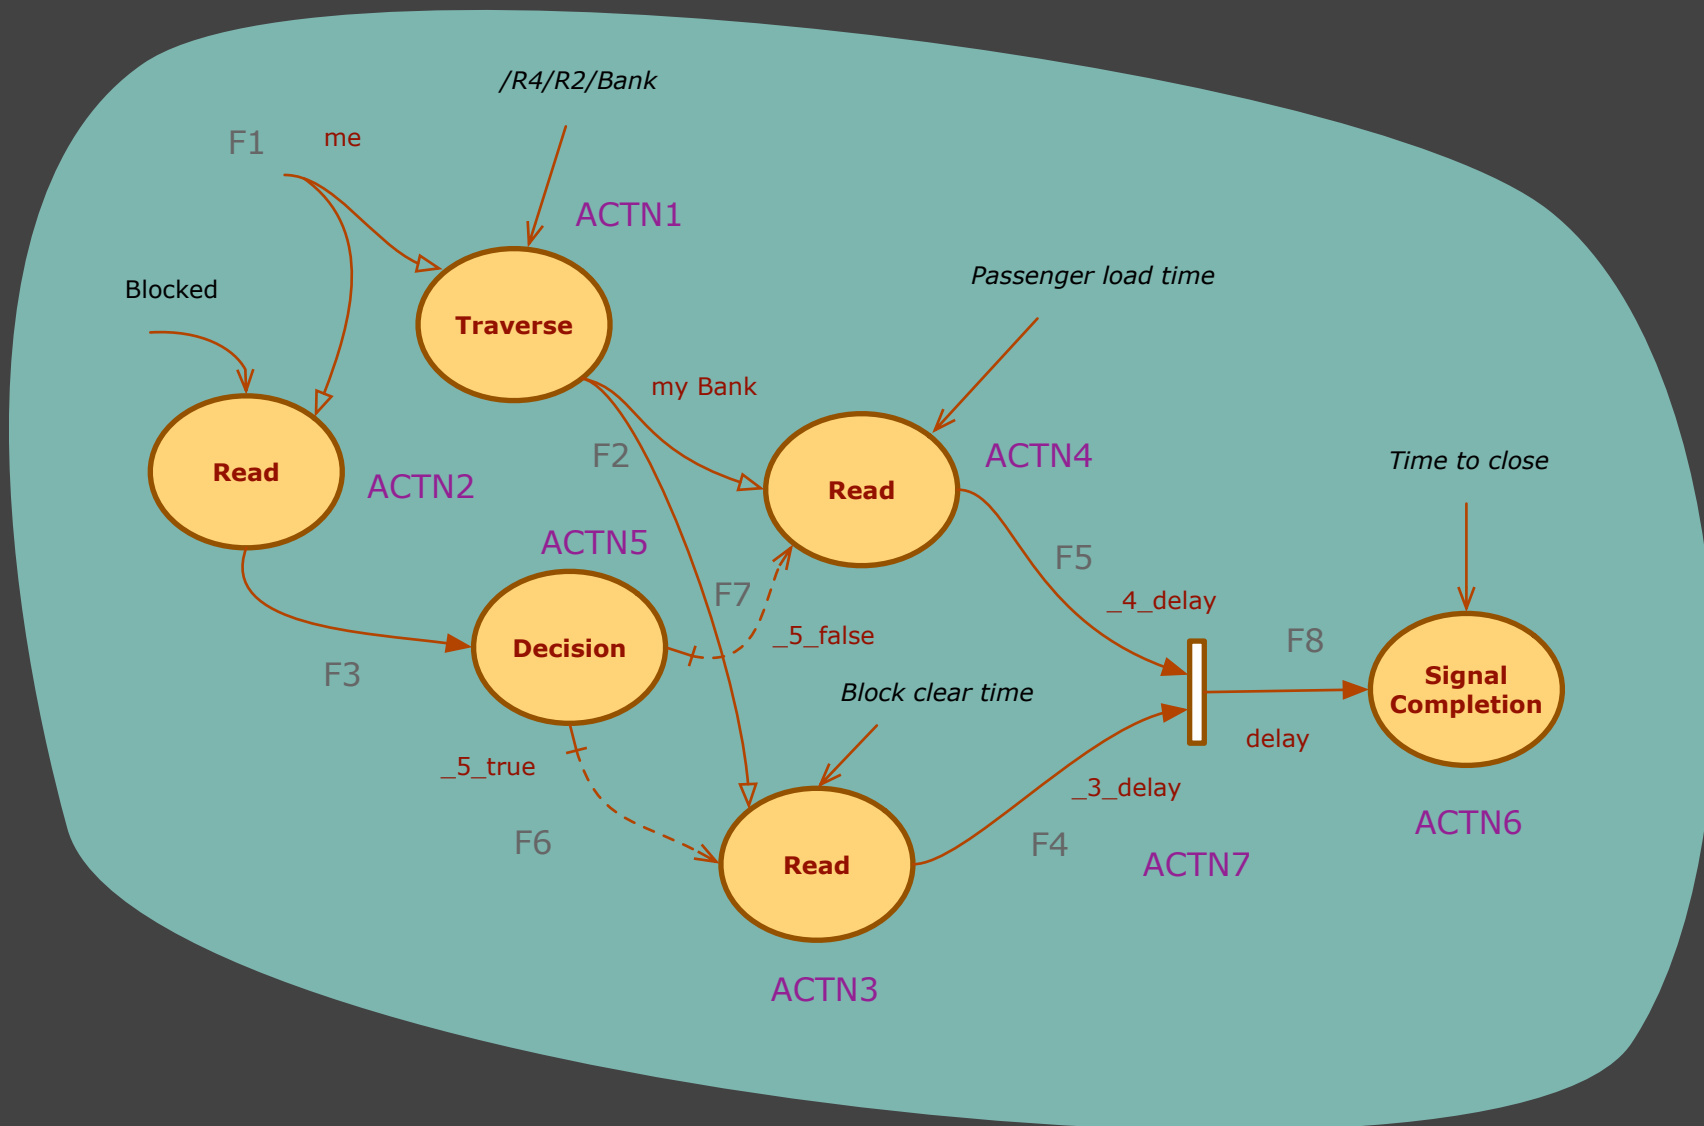 /R4/R2/Bank
F1
me
ACTN1
Passenger load time
Blocked
Traverse
my Bank
F2
ACTN4
Time to close
Read
ACTN2
Read
ACTN5
F5
F7
_4_delay
_5_false
F8
Decision
F3
Signal
Completion
Block clear time
delay
_5_true
_3_delay
F6
F4
ACTN6
Read
ACTN7
ACTN3